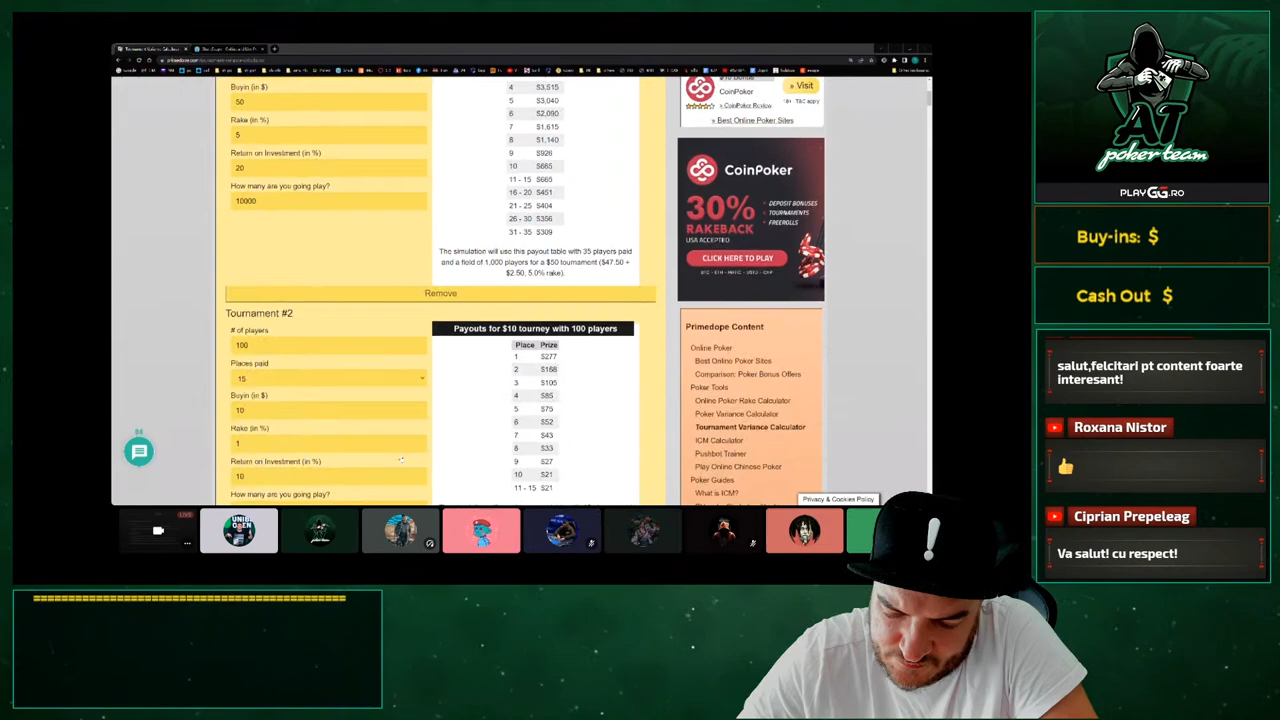 Buyin (in $)
50
Rake (in %)
5
Return on Investment (in %)
20
How many are you going play?
10000
4 $3,515
5 $3,040
6 $2,090
7 $1,615
8 $1,140
9 $926
10 $665
11 - 15 $665
16 - 20 $451
21 - 25 $404
26 - 30 $356
31 - 35 $309
The simulation will use this payout table with 35 players paid
and a field of 1,000 players for a $50 tournament ($47.50 +
$2.50, 5.0% rake).
Remove
Tournament #2
# of players
100
Places paid
15
Buyin (in $)
10
Rake (in %)
1
Return on Investment (in %)
10
How many are you going play?
Payouts for $10 tourney with 100 players
Place Prize
1 $277
2 $168
3 $105
4 $85
5 $75
6 $52
7 $43
8 $33
9 $27
10 $21
11 - 15 $21
CoinPoker
» CoinPoker Review
» Visit
18+ T&C apply
» Best Online Poker Sites
CoinPoker
30%
RAKEBACK
USA ACCEPTED
• DEPOSIT BONUSES
• TOURNAMENTS
• FREEROLLS
CLICK HERE TO PLAY
Primedope Content
Online Poker
Best Online Poker Sites
Comparison: Poker Bonus Offers
Poker Tools
Online Poker Rake Calculator
Poker Variance Calculator
Tournament Variance Calculator
ICM Calculator
Pushbot Trainer
Play Online Chinese Poker
Poker Guides
What is ICM?
Privacy & Cookies Policy
LIVE
UNIBET
OPEN
AT
poker team
PLAYGG.RO
Buy-ins: $
Cash Out $
salut,felcitari pt content foarte
interesant!
Roxana Nistor
Ciprian Prepeleag
Va salut! cu respect!
!